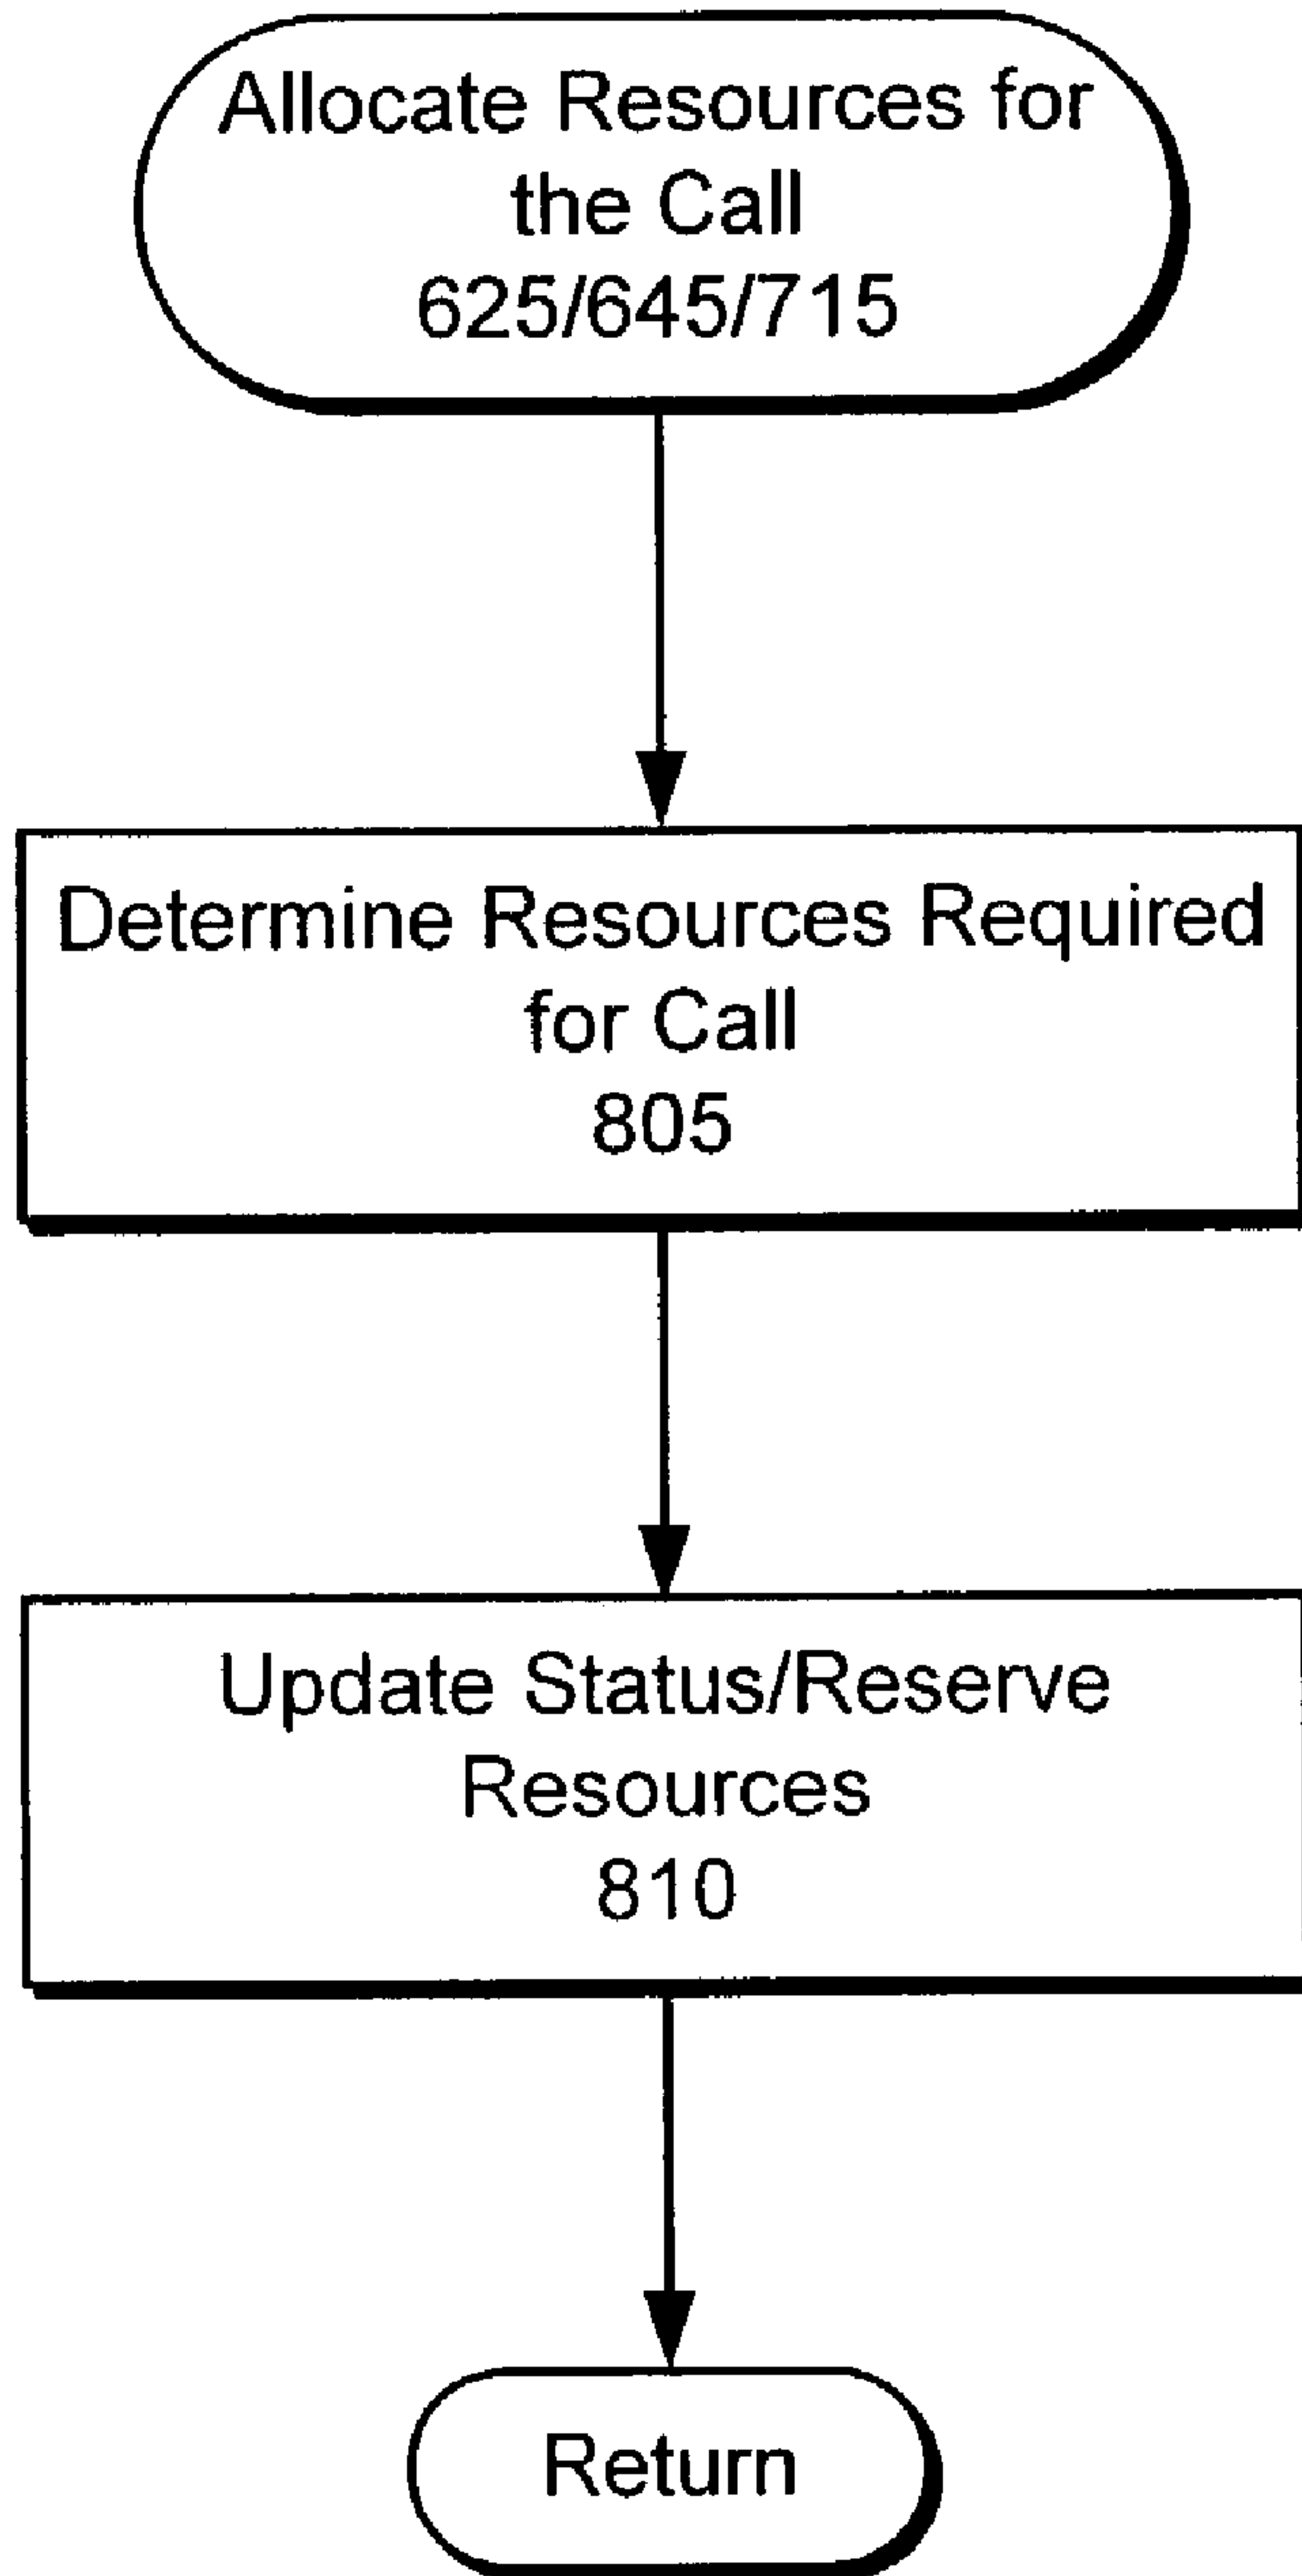 Allocate Resources for
the Call
625/645/715
Determine Resources Required
for Call
805
Update Status/Reserve
Resources
810
Return